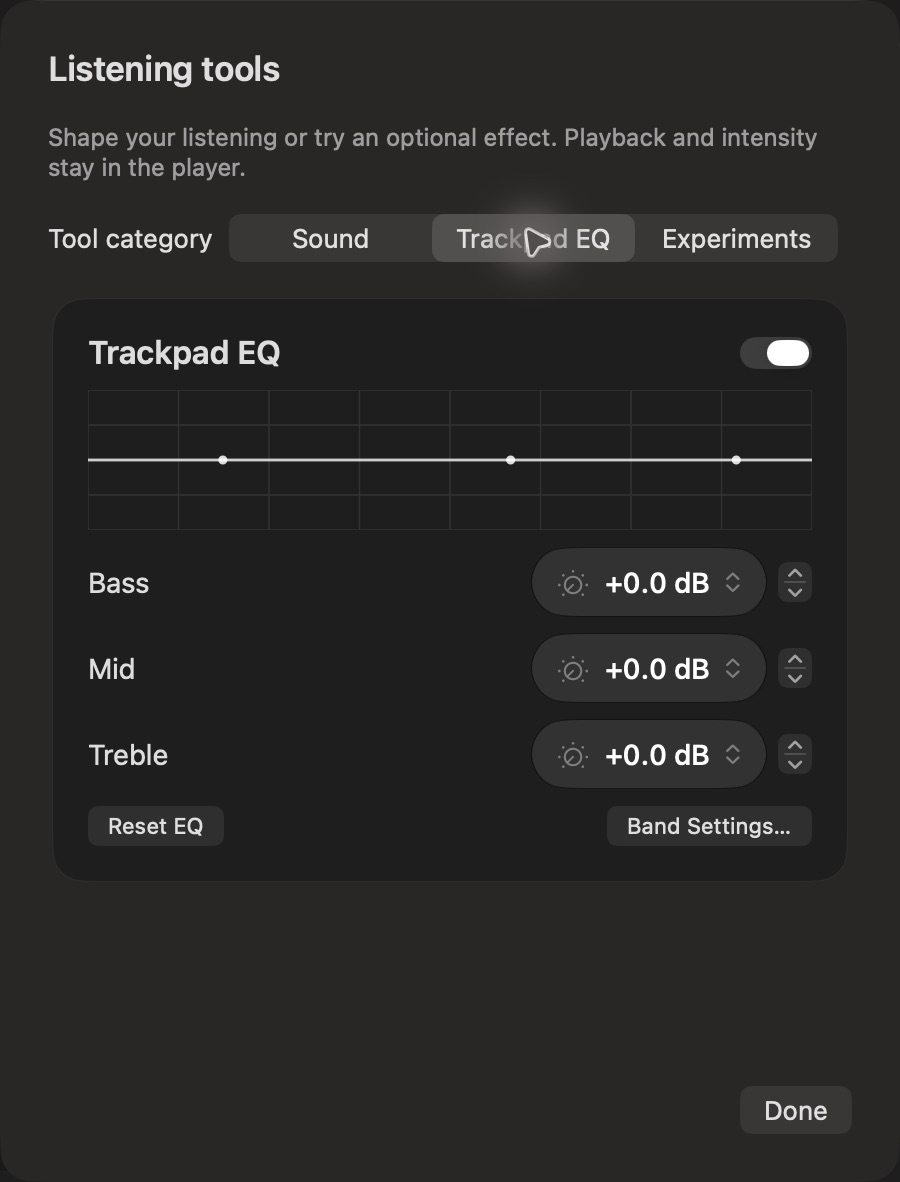 Listening tools
Shape your listening or try an optional effect. Playback and intensity
stay in the player.
Tool category
Sound
Trackpad EQ
Experiments
Trackpad EQ
Bass
+0.0 dB
Mid
+0.0 dB
Treble
+0.0 dB
Reset EQ
Band Settings...
Done